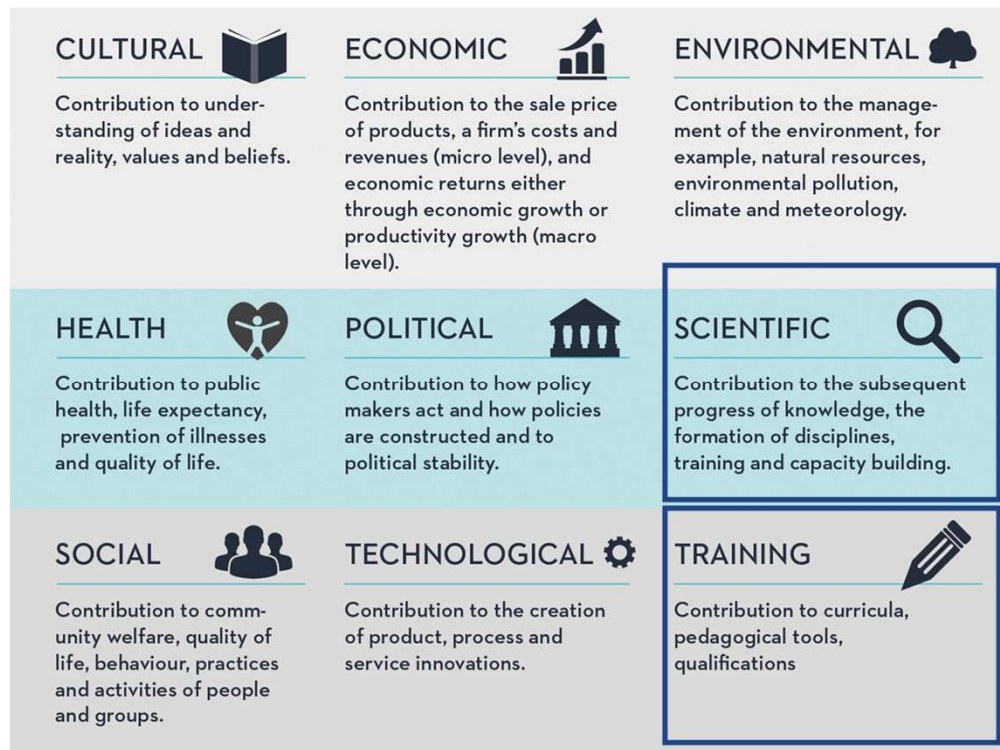 CULTURAL
Contribution to under-
standing of ideas and
reality, values and beliefs.
ECONOMIC
Contribution to the sale price
of products, a firm's costs and
revenues (micro level), and
economic returns either
through economic growth or
productivity growth (macro
level).
ENVIRONMENTAL
Contribution to the manage-
ment of the environment, for
example, natural resources,
environmental pollution,
climate and meteorology.
HEALTH
Contribution to public
health, life expectancy,
prevention of illnesses
and quality of life.
POLITICAL
Contribution to how policy
makers act and how policies
are constructed and to
political stability.
SCIENTIFIC
Contribution to the subsequent
progress of knowledge, the
formation of disciplines,
training and capacity building.
SOCIAL
Contribution to comm-
unity welfare, quality of
life, behaviour, practices
and activities of people
and groups.
TECHNOLOGICAL
Contribution to the creation
of product, process and
service innovations.
TRAINING
Contribution to curricula,
pedagogical tools,
qualifications